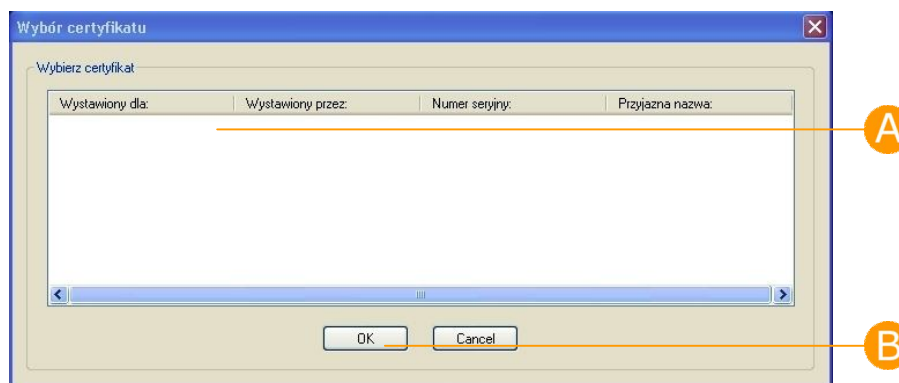 Wybór certyfikatu
Wybierz certyfikat
Wystawiony dla: Wystawiony przez: Numer seryjny: Przyjazna nazwa:
A
OK Cancel
B